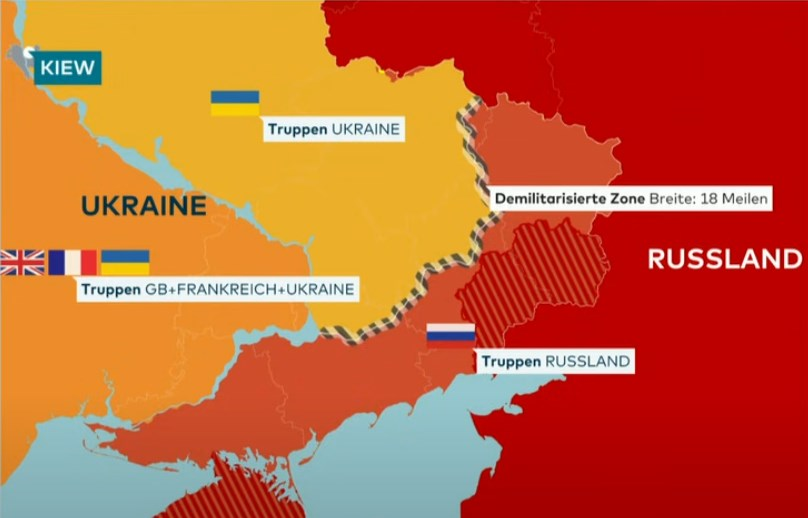 KIEW
Truppen UKRAINE
Demilitarisierte Zone Breite: 18 Meilen
UKRAINE
RUSSLAND
Truppen GB+FRANKREICH+UKRAINE
Truppen RUSSLAND